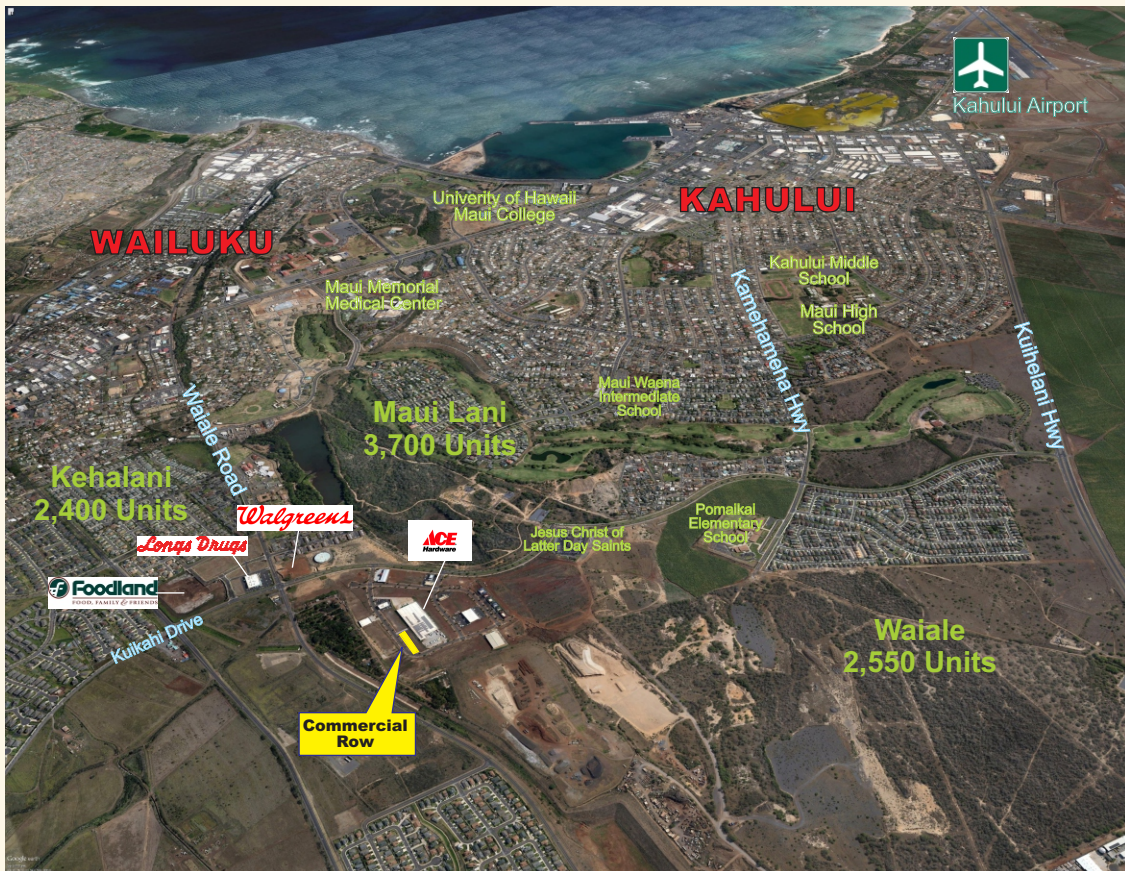 Kahului Airport
Univerity of Hawaii
Maui College
KAHULUI
WAILUKU
Kahului Middle
School
Maui Memorial
Medical Center
Kamehameha Hwy
Maui High
School
Kuihelani Hwy
Maui Waena
Intermediate
School
Waiale Road
Maui Lani
3,700 Units
Kehalani
2,400 Units
Walgreens
Longs Drugs
ACE
Hardware
Jesus Christ of
Latter Day Saints
Pomaikai
Elementary
School
Foodland
FOOD, FAMILY & FRIENDS
Kuikahi Drive
Waiale
2,550 Units
Commercial
Row
Google earth